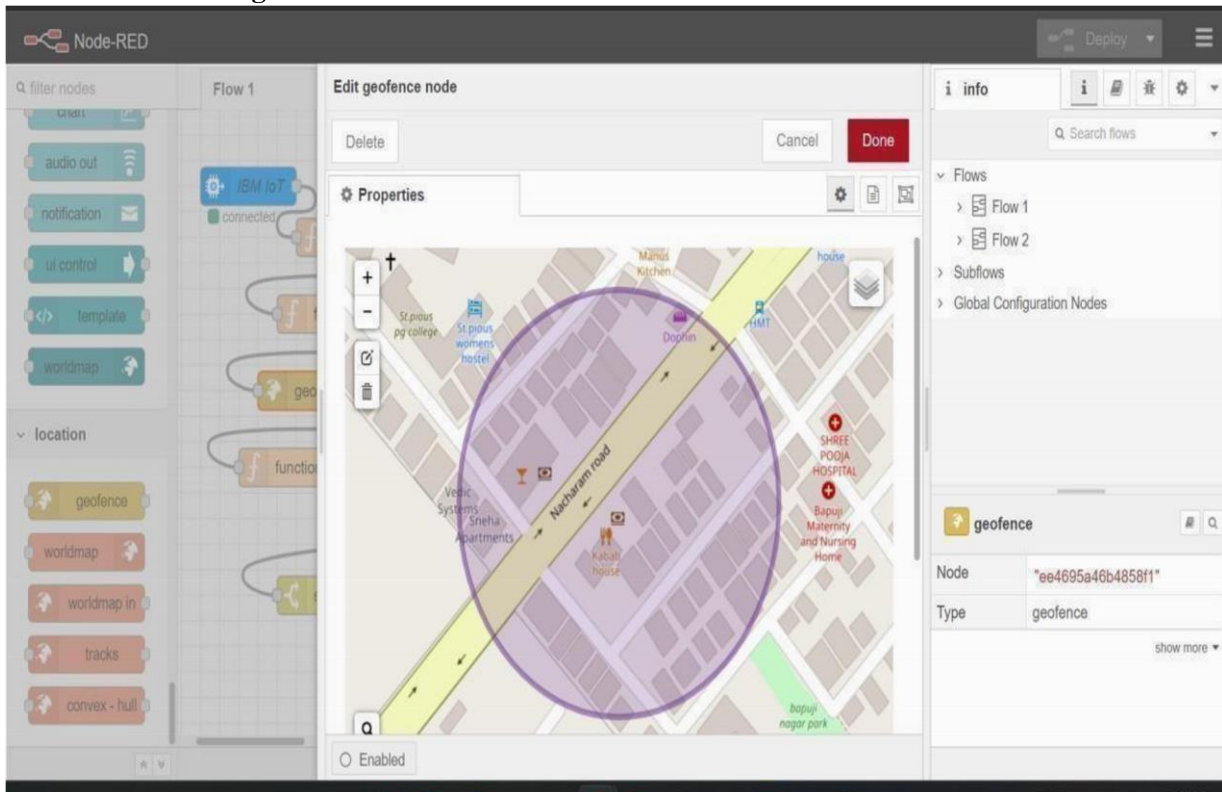 Node-RED
Deploy
filter nodes
chart
audio out
notification
ui control
template
worldmap
location
geofence
worldmap
worldmap in
tracks
convex - hull
Flow 1
IBM IoT
connected
f
f
geo
function
s
Edit geofence node
Delete
Cancel
Done
Properties
+
−
St.pious
pg college
St pious
womens
hostel
Manus
Kitchen
house
Dophin
HMT
SHREE
POOJA
HOSPITAL
Bapuji
Maternity
and Nursing
Home
Nacharam road
Vedic
Systems
Sneha
Apartments
Kabali
house
bapuji
nagar park
Enabled
i info
i
Search flows
Flows
Flow 1
Flow 2
Subflows
Global Configuration Nodes
geofence
Node "ee4695a46b4858f1"
Type geofence
show more